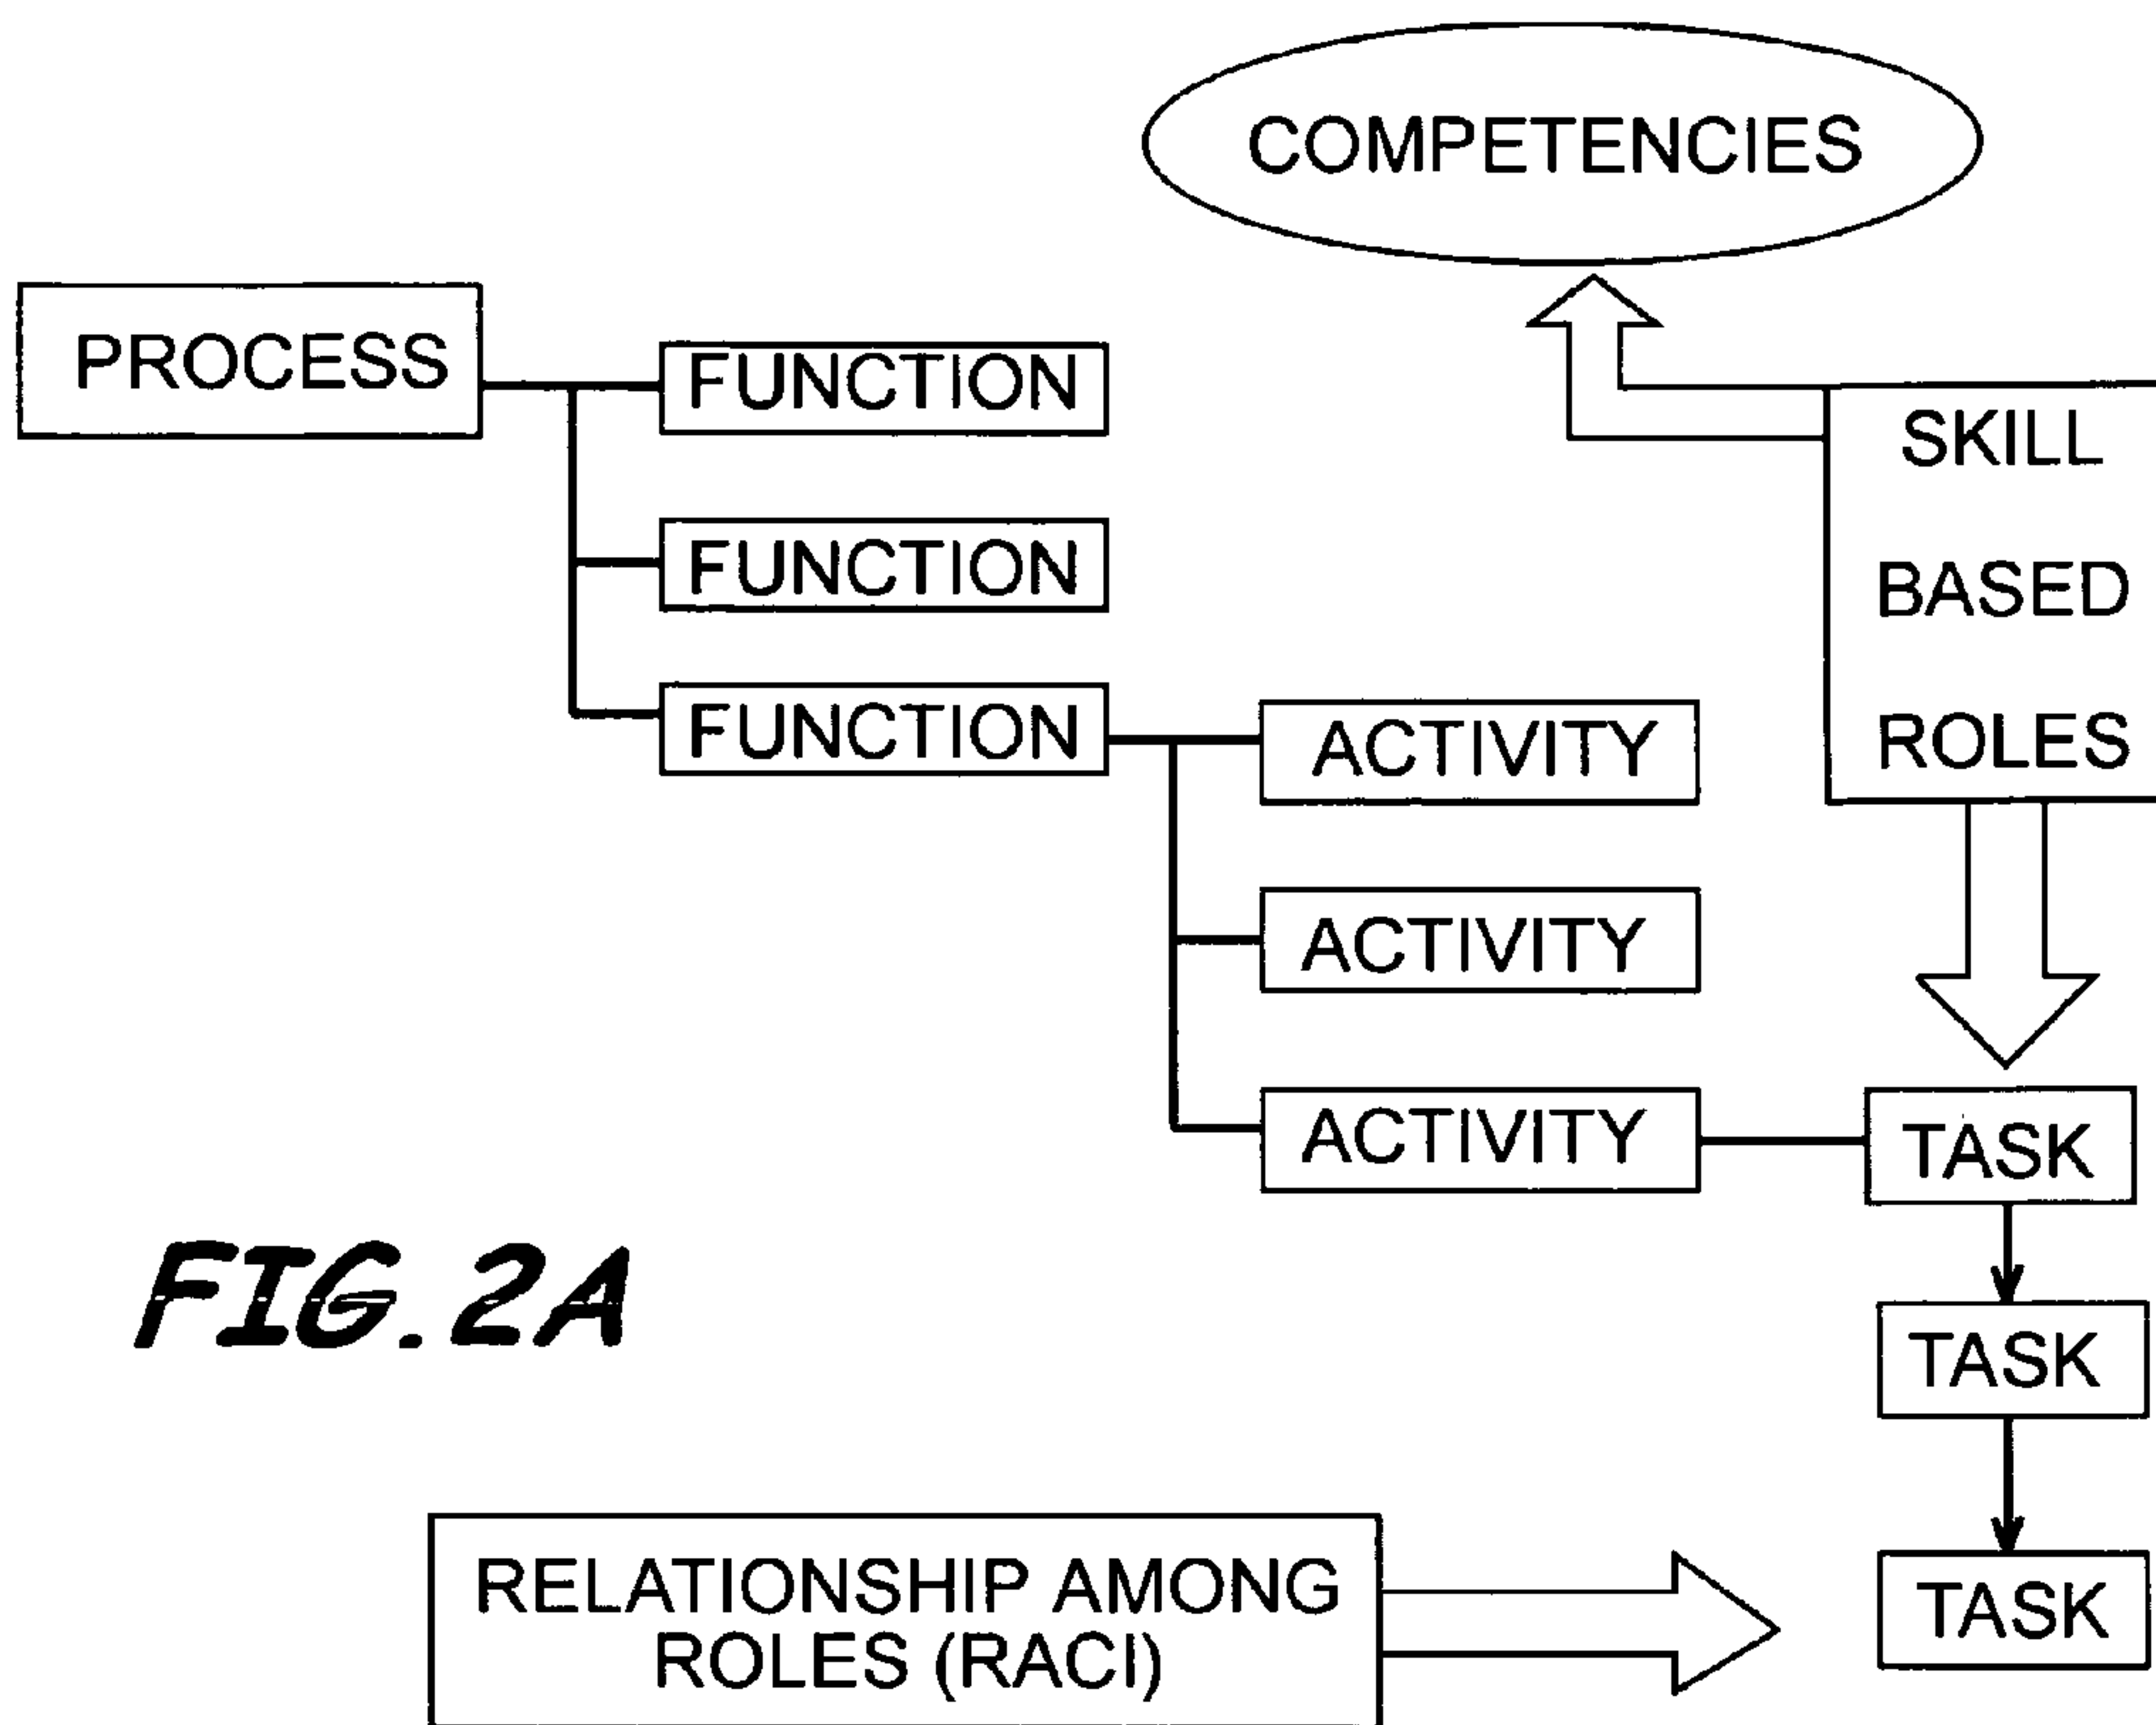 COMPETENCIES
PROCESS
FUNCTION
FUNCTION
FUNCTION
SKILL
BASED
ROLES
ACTIVITY
ACTIVITY
ACTIVITY
TASK
TASK
TASK
FIG.2A
RELATIONSHIP AMONG
ROLES (RACI)